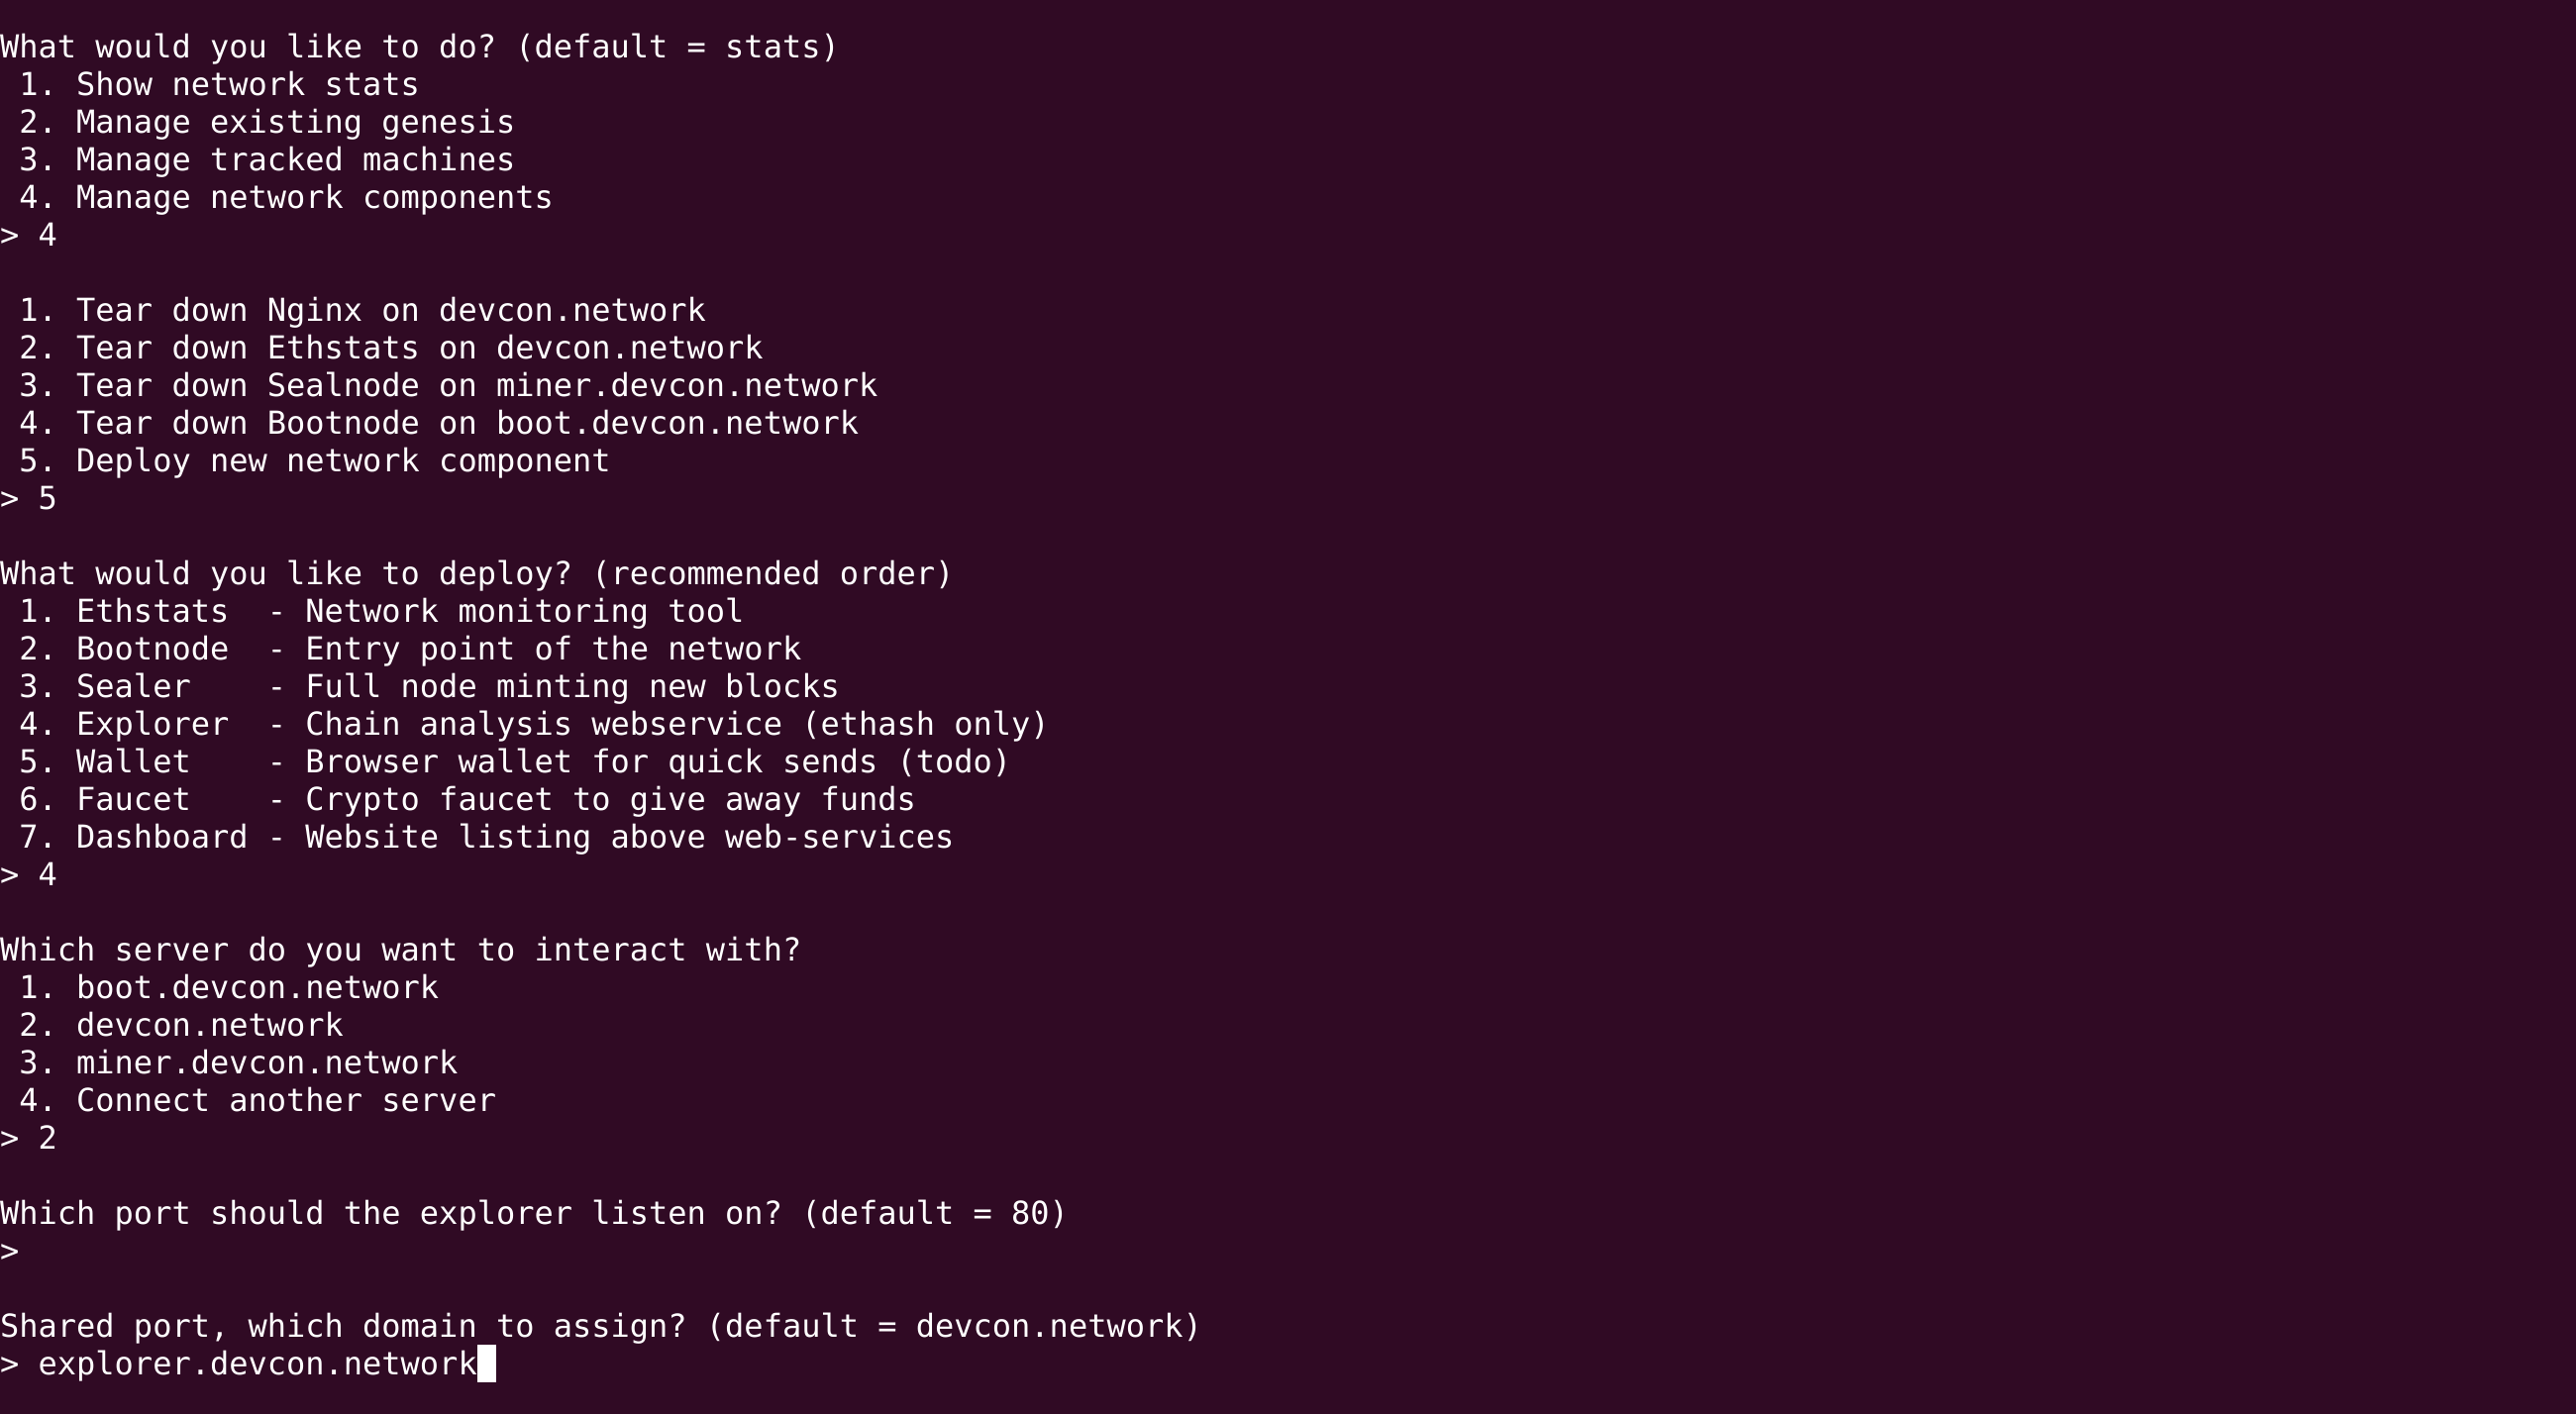 What would you like to do? (default = stats)
 1. Show network stats
 2. Manage existing genesis
 3. Manage tracked machines
 4. Manage network components
> 4

 1. Tear down Nginx on devcon.network
 2. Tear down Ethstats on devcon.network
 3. Tear down Sealnode on miner.devcon.network
 4. Tear down Bootnode on boot.devcon.network
 5. Deploy new network component
> 5

What would you like to deploy? (recommended order)
 1. Ethstats  - Network monitoring tool
 2. Bootnode  - Entry point of the network
 3. Sealer    - Full node minting new blocks
 4. Explorer  - Chain analysis webservice (ethash only)
 5. Wallet    - Browser wallet for quick sends (todo)
 6. Faucet    - Crypto faucet to give away funds
 7. Dashboard - Website listing above web-services
> 4

Which server do you want to interact with?
 1. boot.devcon.network
 2. devcon.network
 3. miner.devcon.network
 4. Connect another server
> 2

Which port should the explorer listen on? (default = 80)
>

Shared port, which domain to assign? (default = devcon.network)
> explorer.devcon.network